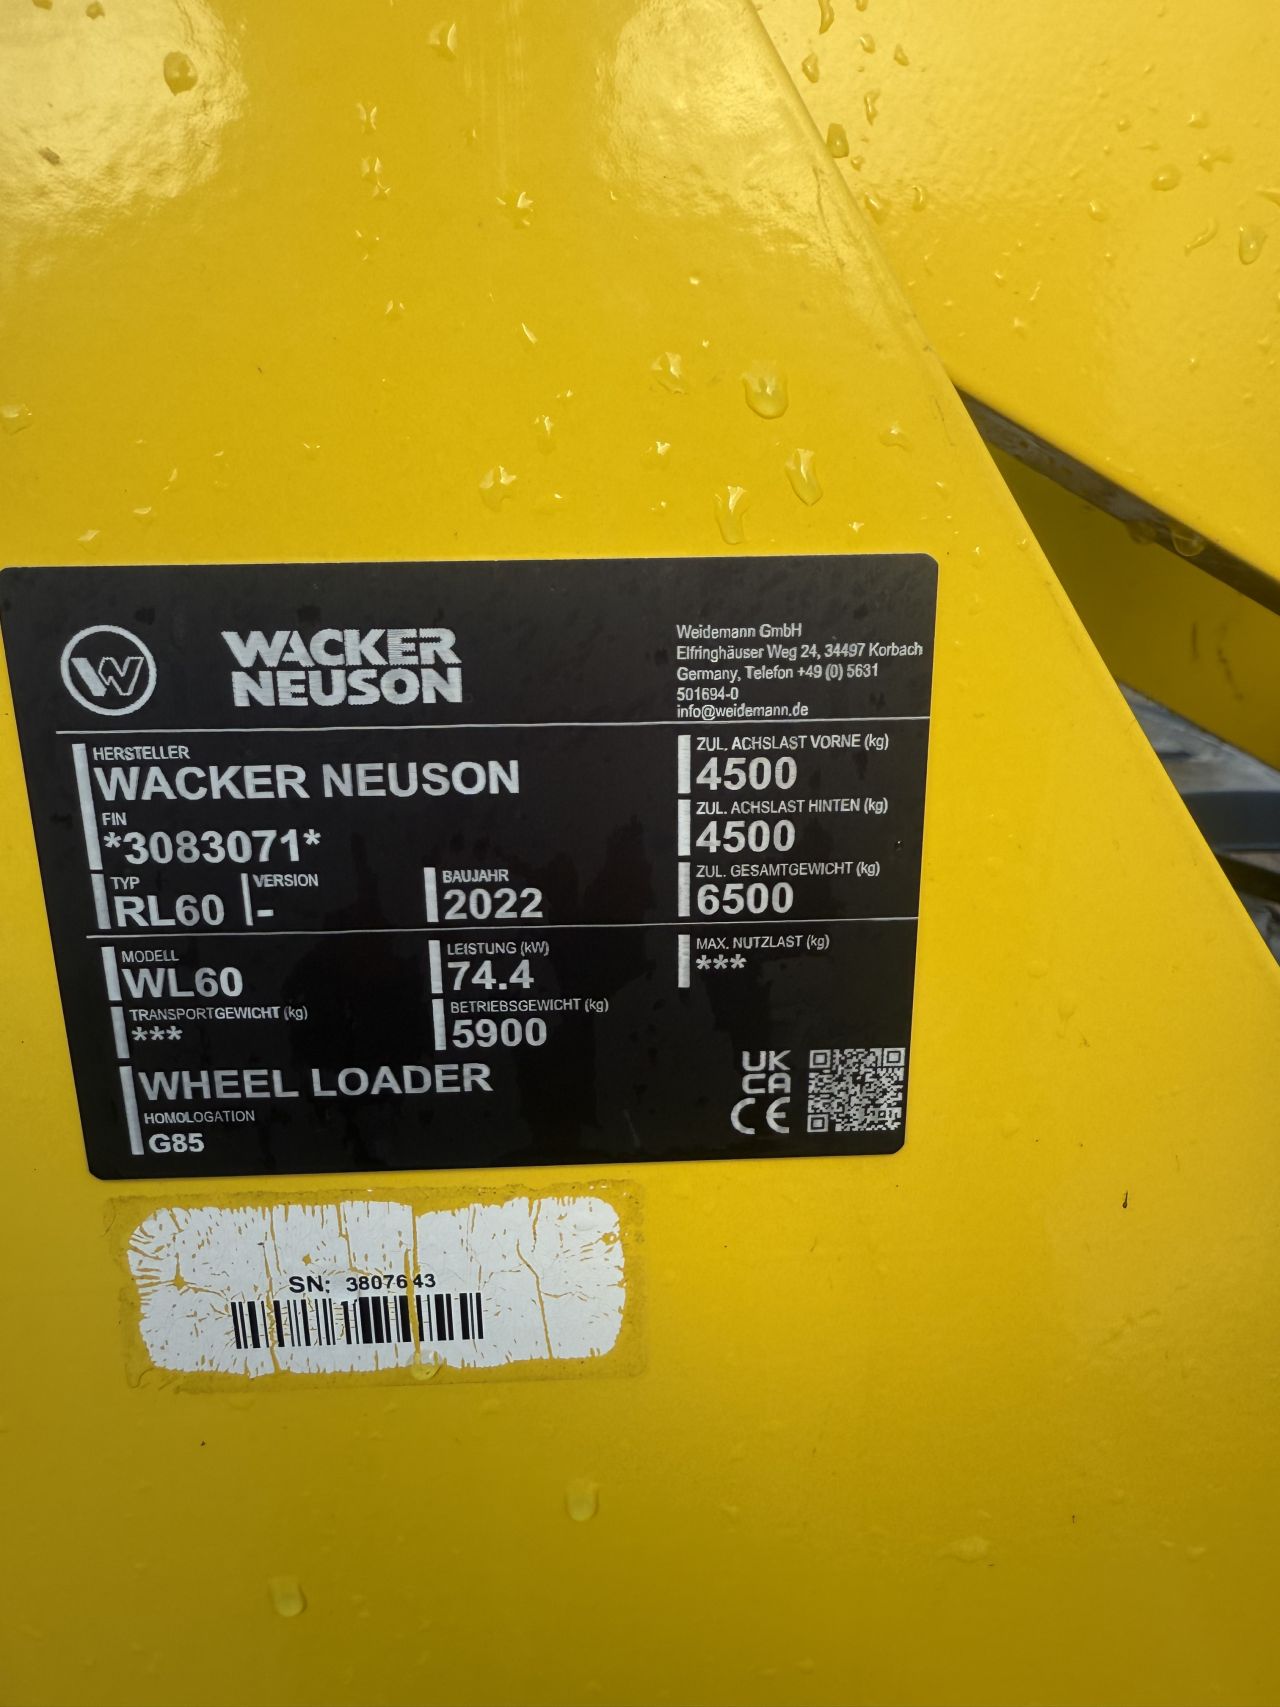 WACKER
NEUSON
Weidemann GmbH
Elfringhäuser Weg 24, 34497 Korbach
Germany, Telefon +49 (0) 5631
501694-0
info@weidemann.de
HERSTELLER
WACKER NEUSON
FIN
*3083071*
TYP
RL60
VERSION
-
BAUJAHR
2022
ZUL. ACHSLAST VORNE (kg)
4500
ZUL. ACHSLAST HINTEN (kg)
4500
ZUL. GESAMTGEWICHT (kg)
6500
MODELL
WL60
LEISTUNG (kW)
74.4
MAX. NUTZLAST (kg)
***
TRANSPORTGEWICHT (kg)
***
BETRIEBSGEWICHT (kg)
5900
WHEEL LOADER
HOMOLOGATION
G85
UK
CA
CE
SN: 3807643